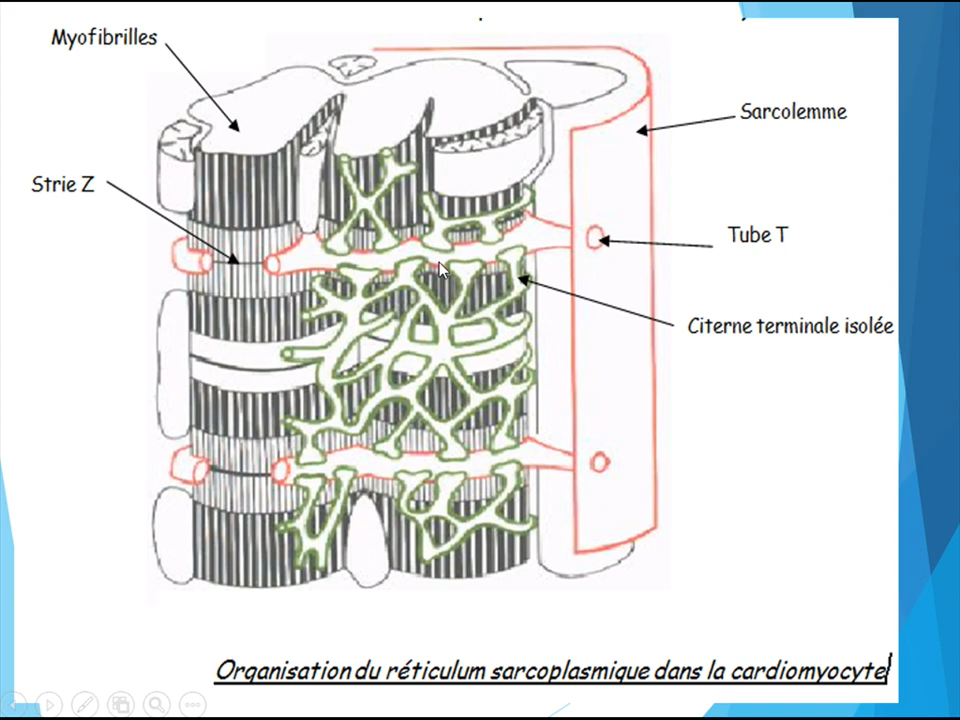 Myofibrilles
Sarcolemme
Strie Z
Tube T
Citerne terminale isolée
Organisation du réticulum sarcoplasmique dans la cardiomyocyte